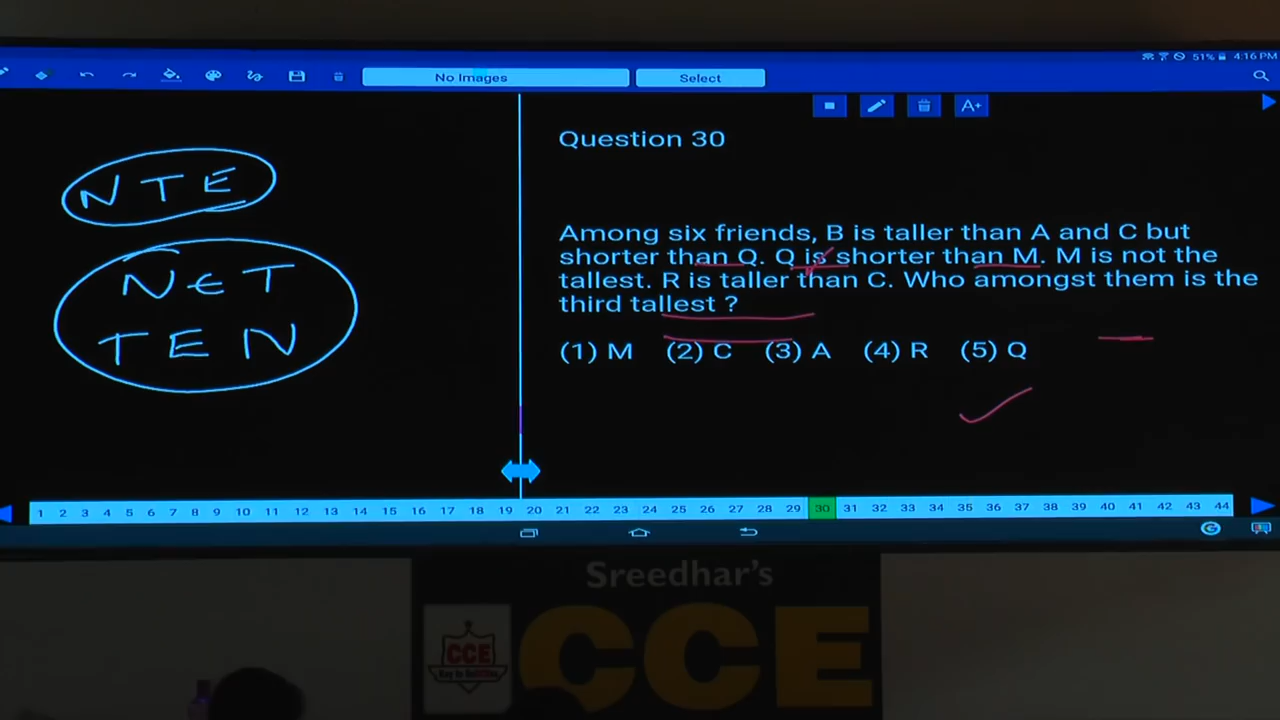 51% 4:16 PM
No Images Select
A+
NTE
NET
TEN
Question 30
Among six friends, B is taller than A and C but
shorter than Q. Q is shorter than M. M is not the
tallest. R is taller than C. Who amongst them is the
third tallest ?
(1) M (2) C (3) A (4) R (5) Q
1 2 3 4 5 6 7 8 9 10 11 12 13 14 15 16 17 18 19 20 21 22 23 24 25 26 27 28 29 30 31 32 33 34 35 36 37 38 39 40 41 42 43 44
Sreedhar's
CCE
CCE